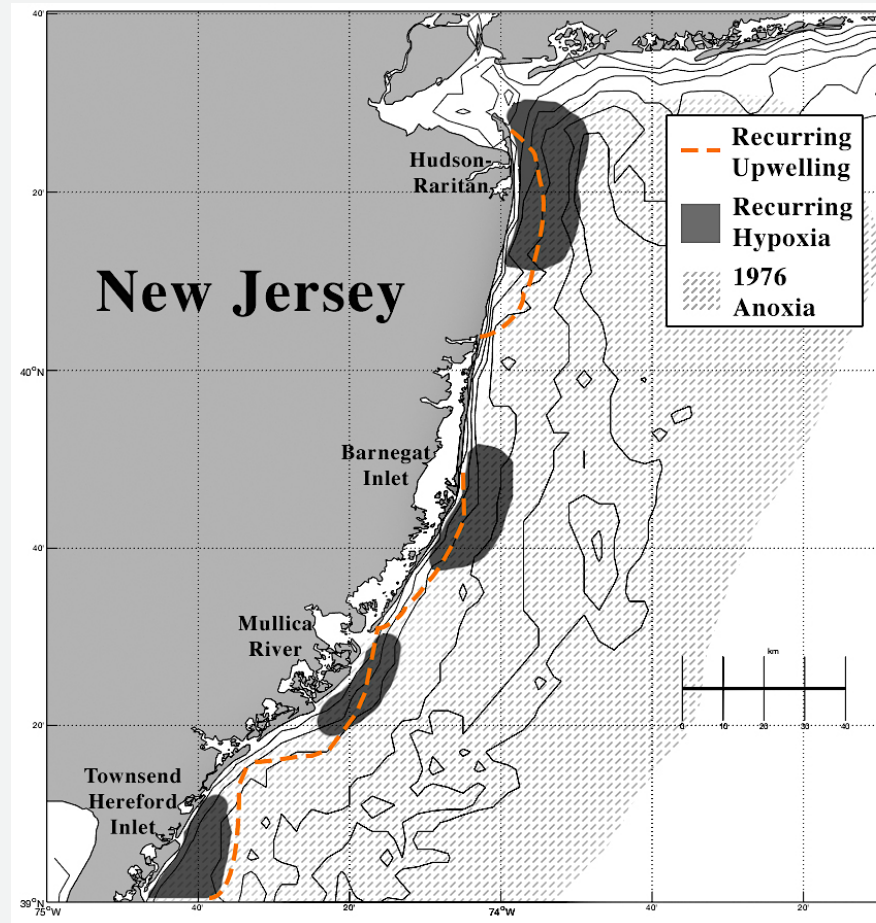 40'
Hudson-
Raritan
Recurring
Upwelling
Recurring
Hypoxia
1976
Anoxia
20'
New Jersey
40°N
Barnegat
Inlet
40'
Mullica
River
km
0 10 20 30 40
20'
Townsend
Hereford
Inlet
39°N
75°W 40' 20' 74°W 40' 20'